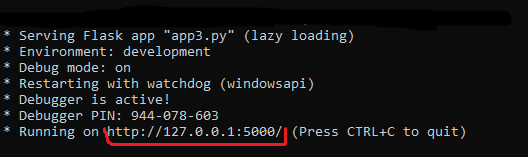 * Serving Flask app "app3.py" (lazy loading)
* Environment: development
* Debug mode: on
* Restarting with watchdog (windowsapi)
* Debugger is active!
* Debugger PIN: 944-078-603
* Running on http://127.0.0.1:5000/ (Press CTRL+C to quit)